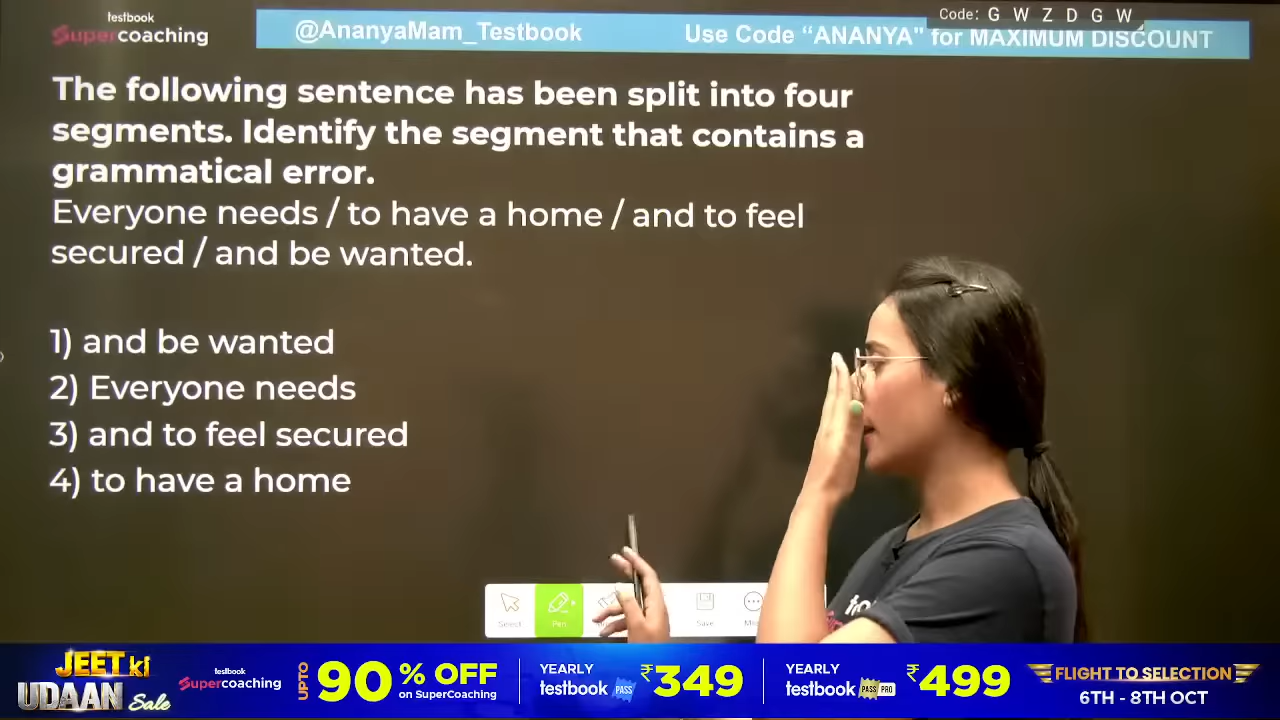 testbook
Supercoaching
@AnanyaMam_Testbook
Use Code “ANANYA" for MAXIMUM DISCOUNT
Code: G W Z D G W
The following sentence has been split into four
segments. Identify the segment that contains a
grammatical error.
Everyone needs / to have a home / and to feel
secured / and be wanted.
1) and be wanted
2) Everyone needs
3) and to feel secured
4) to have a home
Select
Pen
Save
JEET ki
UDAAN Sale
testbook
Supercoaching
UPTO
90% OFF
on SuperCoaching
YEARLY
testbook PASS
₹349
YEARLY
testbook PASS PRO
₹499
FLIGHT TO SELECTION
6TH - 8TH OCT